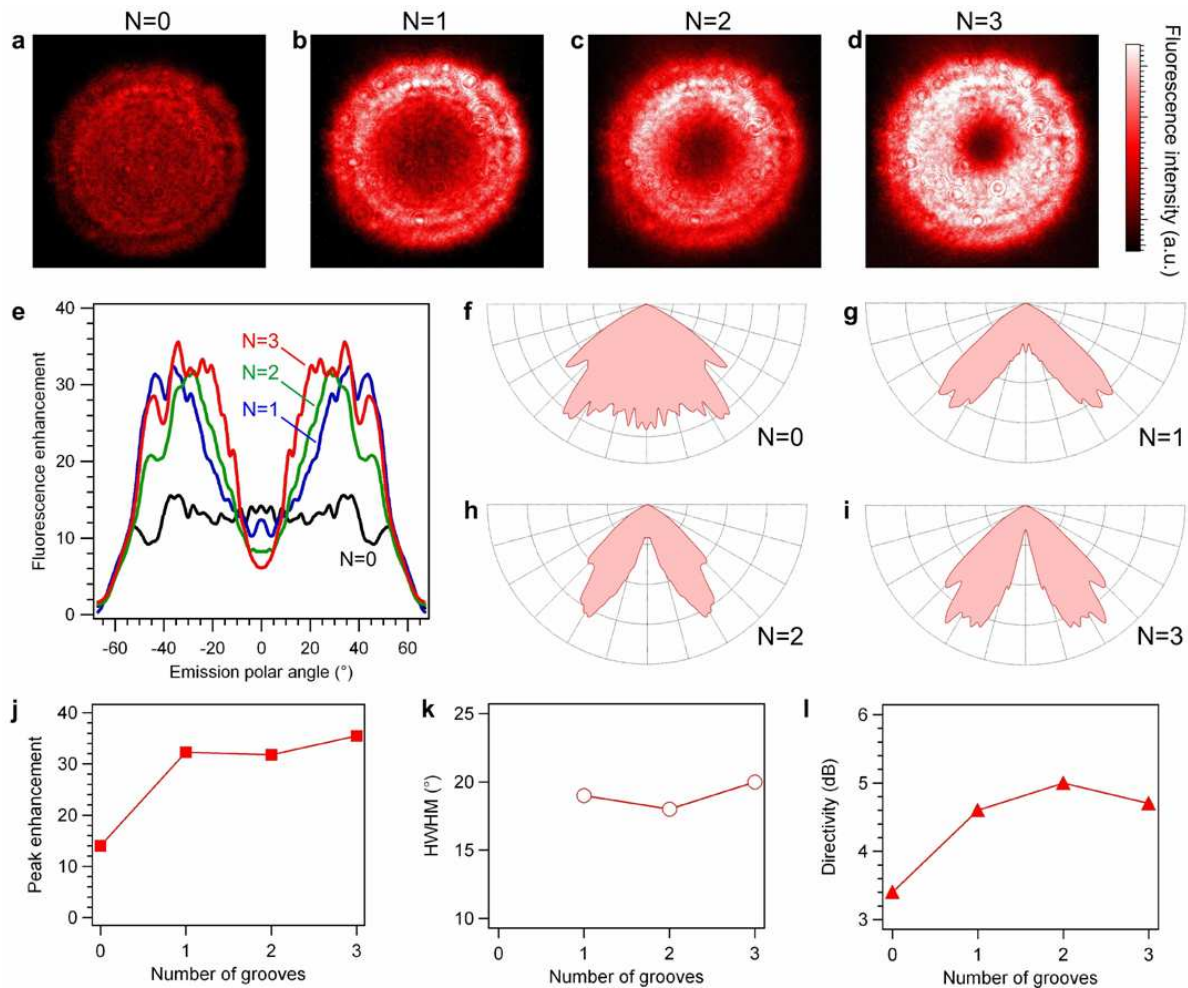 N=0
N=1
N=2
N=3
a
b
c
d
Fluorescence intensity (a.u.)
e
40
30
20
10
0
Fluorescence enhancement
N=3
N=2
N=1
N=0
-60 -40 -20 0 20 40 60
Emission polar angle (°)
f
N=0
g
N=1
h
N=2
i
N=3
j
40
30
20
10
0
Peak enhancement
0 1 2 3
Number of grooves
k
25
20
15
10
HWHM (°)
0 1 2 3
Number of grooves
l
6
5
4
3
Directivity (dB)
0 1 2 3
Number of grooves